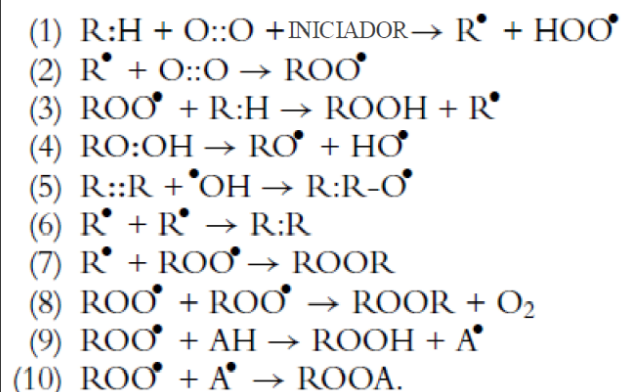 (1) R:H + O::O +INICIADOR→ R• + HOO•
(2) R• + O::O → ROO•
(3) ROO• + R:H → ROOH + R•
(4) RO:OH → RO• + HO•
(5) R::R + •OH → R:R-O•
(6) R• + R• → R:R
(7) R• + ROO• → ROOR
(8) ROO• + ROO• → ROOR + O₂
(9) ROO• + AH → ROOH + A•
(10) ROO• + A• → ROOA.